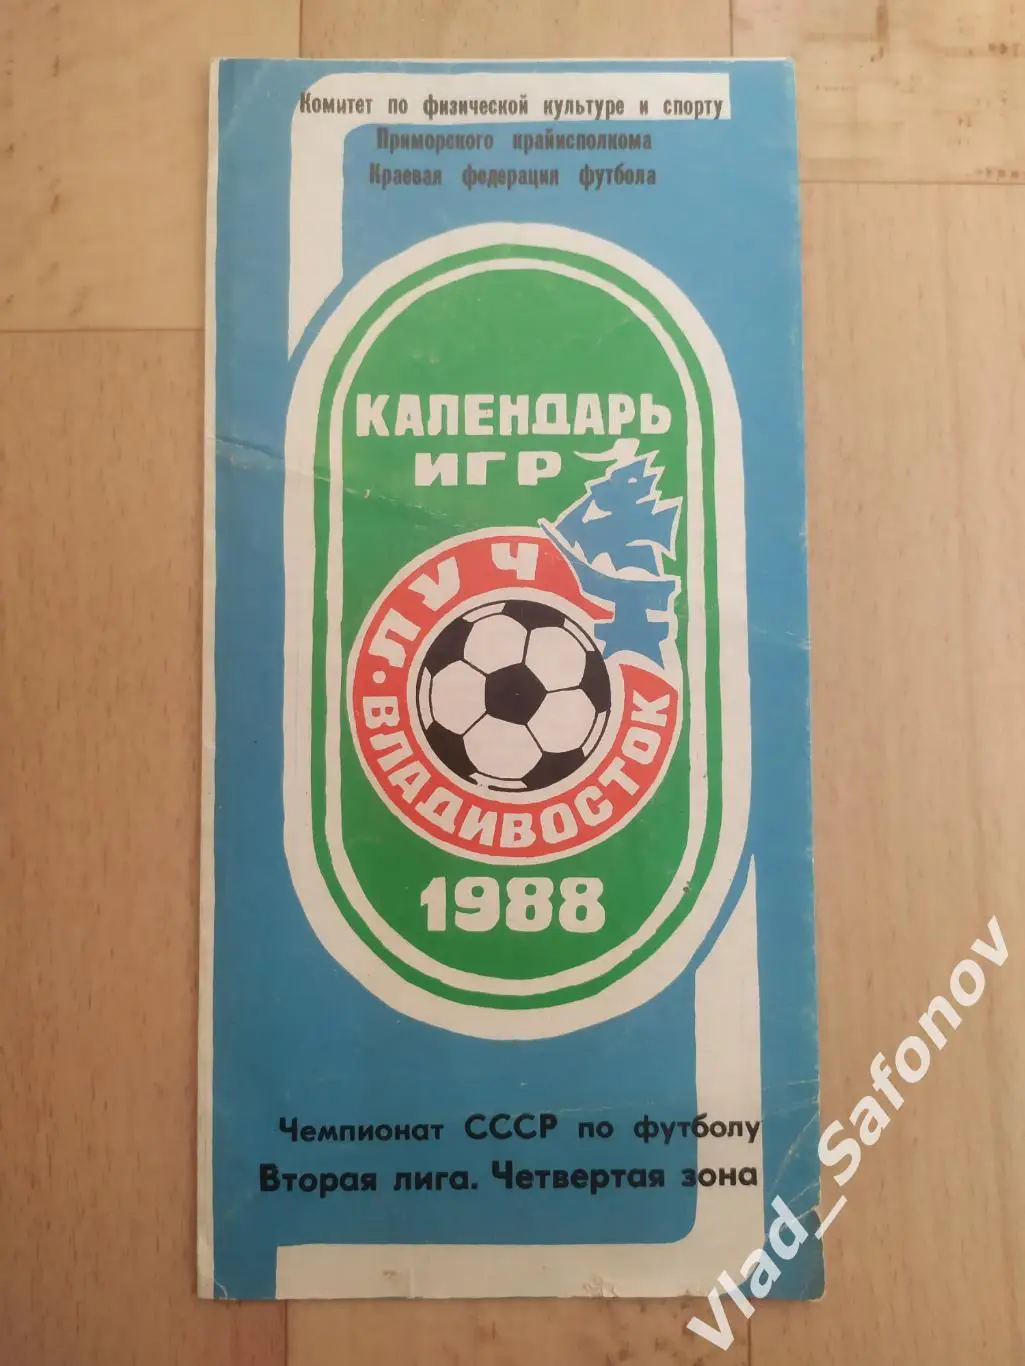 Комитет по физической культуре и спорту
Приморского крайисполкома
Краевая федерация футбола
КАЛЕНДАРЬ
ИГР
ЛУЧ
•ВЛАДИВОСТОК
1988
Чемпионат СССР по футболу
Вторая лига. Четвертая зона
Vlad_Safonov